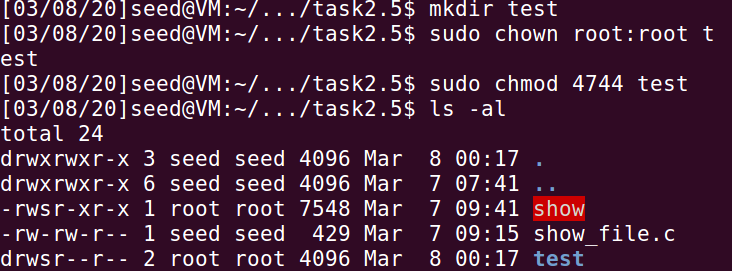 [03/08/20]seed@VM:~/.../task2.5$ mkdir test
[03/08/20]seed@VM:~/.../task2.5$ sudo chown root:root t
est
[03/08/20]seed@VM:~/.../task2.5$ sudo chmod 4744 test
[03/08/20]seed@VM:~/.../task2.5$ ls -al
total 24
drwxrwxr-x 3 seed seed 4096 Mar  8 00:17 .
drwxrwxr-x 6 seed seed 4096 Mar  7 07:41 ..
-rwsr-xr-x 1 root root 7548 Mar  7 09:41 show
-rw-rw-r-- 1 seed seed  429 Mar  7 09:15 show_file.c
drwsr--r-- 2 root root 4096 Mar  8 00:17 test